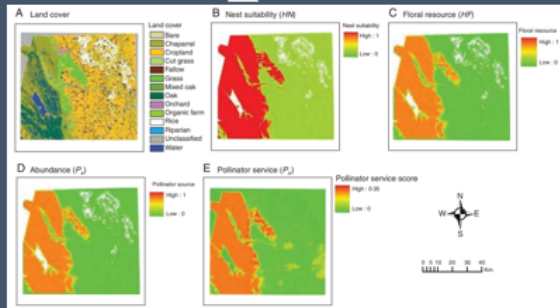 A Land cover
Land cover
Bare
Chaparral
Cropland
Cut grass
Fallow
Grass
Mixed oak
Oak
Orchard
Organic farm
Rice
Riparian
Unclassified
Water
B Nest suitability (HN)
Nest suitability
High : 1
Low : 0
C Floral resource (HF)
Floral resource
High : 1
Low : 0
D Abundance (Pₓ)
Pollinator source
High : 1
Low : 0
E Pollinator service (Pₒ)
Pollinator service score
High : 0·35
Low : 0
N
W E
S
0 5 10 20 30 40
Km